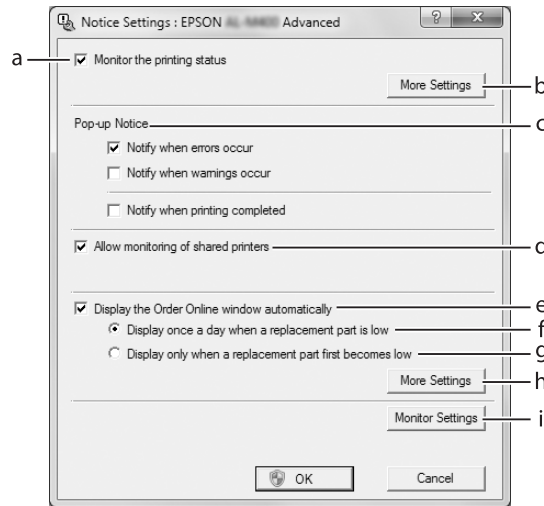 Notice Settings : EPSON Advanced
a
Monitor the printing status
More Settings
b
Pop-up Notice
c
Notify when errors occur
Notify when warnings occur
Notify when printing completed
Allow monitoring of shared printers
d
Display the Order Online window automatically
e
Display once a day when a replacement part is low
f
Display only when a replacement part first becomes low
g
More Settings
h
Monitor Settings
i
OK
Cancel